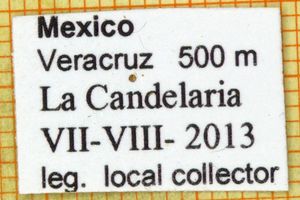 Mexico
Veracruz 500 m
La Candelaria
VII-VIII- 2013
leg. local collector